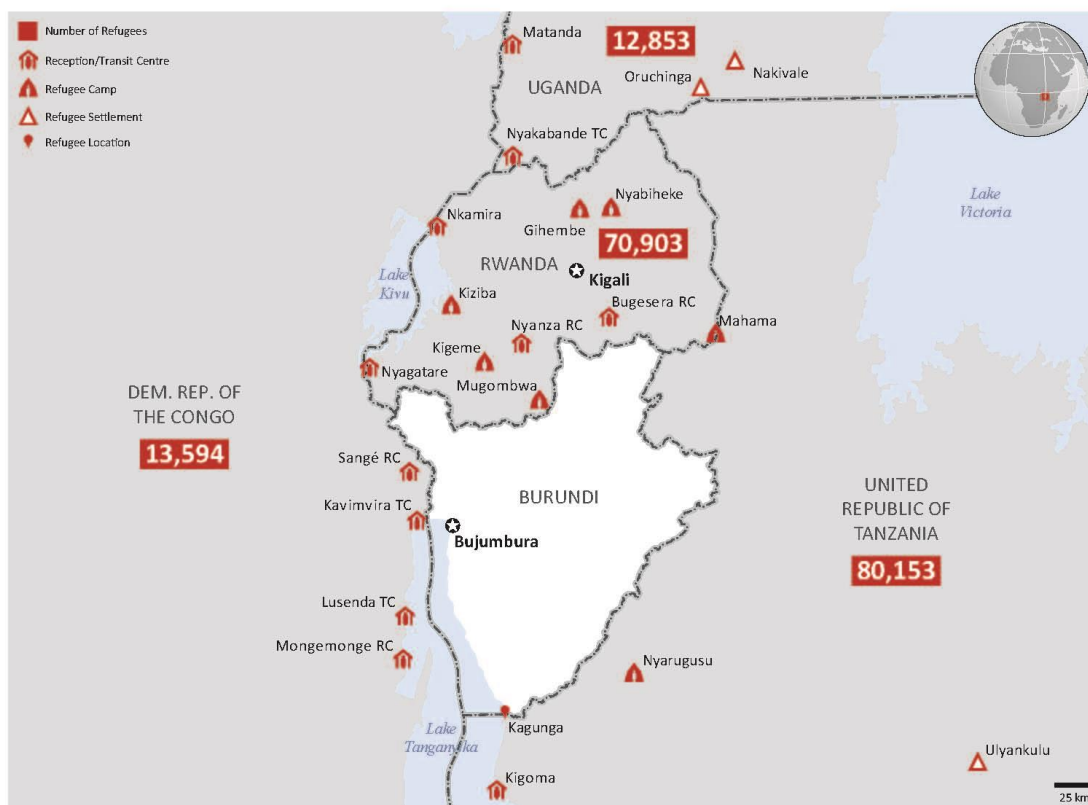 Number of Refugees
Reception/Transit Centre
Refugee Camp
Refugee Settlement
Refugee Location
Matanda
12,853
Nakivale
Oruchinga
UGANDA
Nyakabande TC
Lake
Victoria
Nyabiheke
Nkamira
Gihembe
70,903
RWANDA
Lake
Kivu
Kigali
Kiziba
Bugesera RC
Nyanza RC
Mahama
Kigeme
Nyagatare
Mugombwa
DEM. REP. OF
THE CONGO
13,594
Sangé RC
BURUNDI
UNITED
REPUBLIC OF
TANZANIA
80,153
Kavimvira TC
Bujumbura
Lusenda TC
Mongemonge RC
Nyarugusu
Kagunga
Lake
Tanganyika
Ulyankulu
Kigoma
25 km